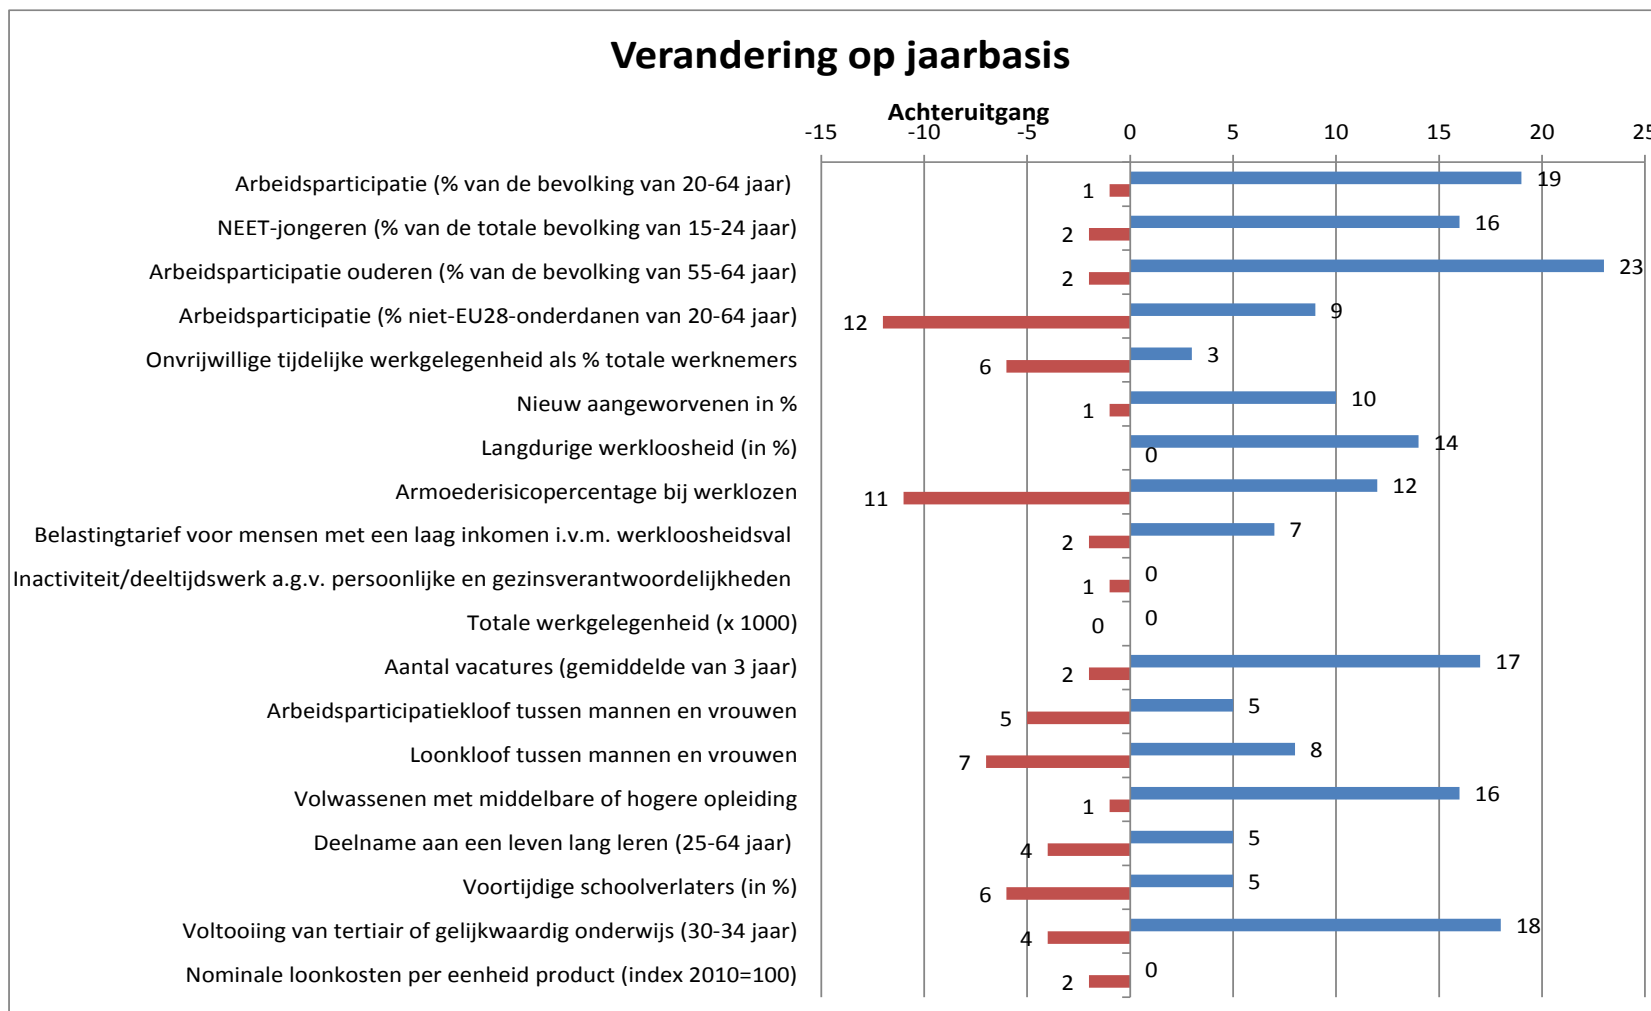 Verandering op jaarbasis
Achteruitgang
-15 -10 -5 0 5 10 15 20 25
Arbeidsparticipatie (% van de bevolking van 20-64 jaar) 1 19
NEET-jongeren (% van de totale bevolking van 15-24 jaar) 2 16
Arbeidsparticipatie ouderen (% van de bevolking van 55-64 jaar) 2 23
Arbeidsparticipatie (% niet-EU28-onderdanen van 20-64 jaar) 12 9
Onvrijwillige tijdelijke werkgelegenheid als % totale werknemers 6 3
Nieuw aangeworvenen in % 1 10
Langdurige werkloosheid (in %) 0 14
Armoederisicopercentage bij werklozen 11 12
Belastingtarief voor mensen met een laag inkomen i.v.m. werkloosheidsval 2 7
Inactiviteit/deeltijdswerk a.g.v. persoonlijke en gezinsverantwoordelijkheden 1 0
Totale werkgelegenheid (x 1000) 0 0
Aantal vacatures (gemiddelde van 3 jaar) 2 17
Arbeidsparticipatiekloof tussen mannen en vrouwen 5 5
Loonkloof tussen mannen en vrouwen 7 8
Volwassenen met middelbare of hogere opleiding 1 16
Deelname aan een leven lang leren (25-64 jaar) 4 5
Voortijdige schoolverlaters (in %) 6 5
Voltooiing van tertiair of gelijkwaardig onderwijs (30-34 jaar) 4 18
Nominale loonkosten per eenheid product (index 2010=100) 2 0